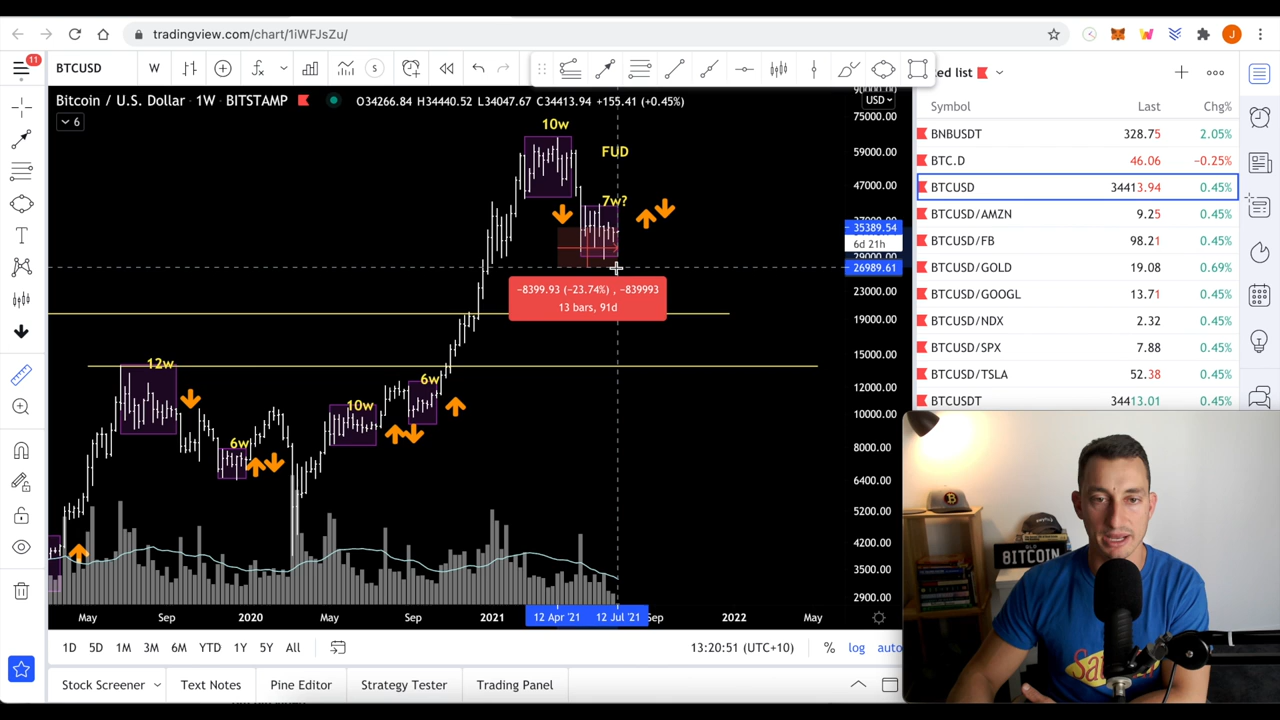 tradingview.com/chart/1iWFJsZu/
J
11
BTCUSD
W
S
ed list
Bitcoin / U.S. Dollar · 1W · BITSTAMP
O34266.84 H34440.52 L34047.67 C34413.94 +155.41 (+0.45%)
USD
6
Symbol Last Chg%
BNBUSDT 328.75 2.05%
BTC.D 46.06 −0.25%
BTCUSD 34413.94 0.45%
BTCUSD/AMZN 9.25 0.45%
BTCUSD/FB 98.21 0.45%
BTCUSD/GOLD 19.08 0.69%
BTCUSD/GOOGL 13.71 0.45%
BTCUSD/NDX 2.32 0.45%
BTCUSD/SPX 7.88 0.45%
BTCUSD/TSLA 52.38 0.45%
BTCUSDT 34413.01 0.45%
10w
FUD
7w?
12w
6w
10w
6w
−8399.93 (−23.74%) , −839993
13 bars, 91d
90000.00
75000.00
59000.00
47000.00
35389.54
6d 21h
29000.00
26989.61
23000.00
19000.00
15000.00
12000.00
10000.00
8000.00
6400.00
5200.00
4200.00
3500.00
2900.00
May Sep 2020 May Sep 2021 12 Apr '21 12 Jul '21 Sep 2022 May
1D 5D 1M 3M 6M YTD 1Y 5Y All
13:20:51 (UTC+10) % log auto
Stock Screener Text Notes Pine Editor Strategy Tester Trading Panel
BITCOIN